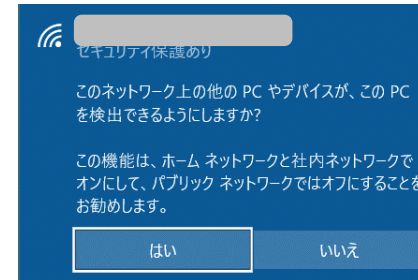 セキュリティ保護あり
このネットワーク上の他の PC やデバイスが、この PC
を検出できるようにしますか?
この機能は、ホーム ネットワークと社内ネットワークで
オンにして、パブリック ネットワークではオフにすることを
お勧めします。
はい
いいえ